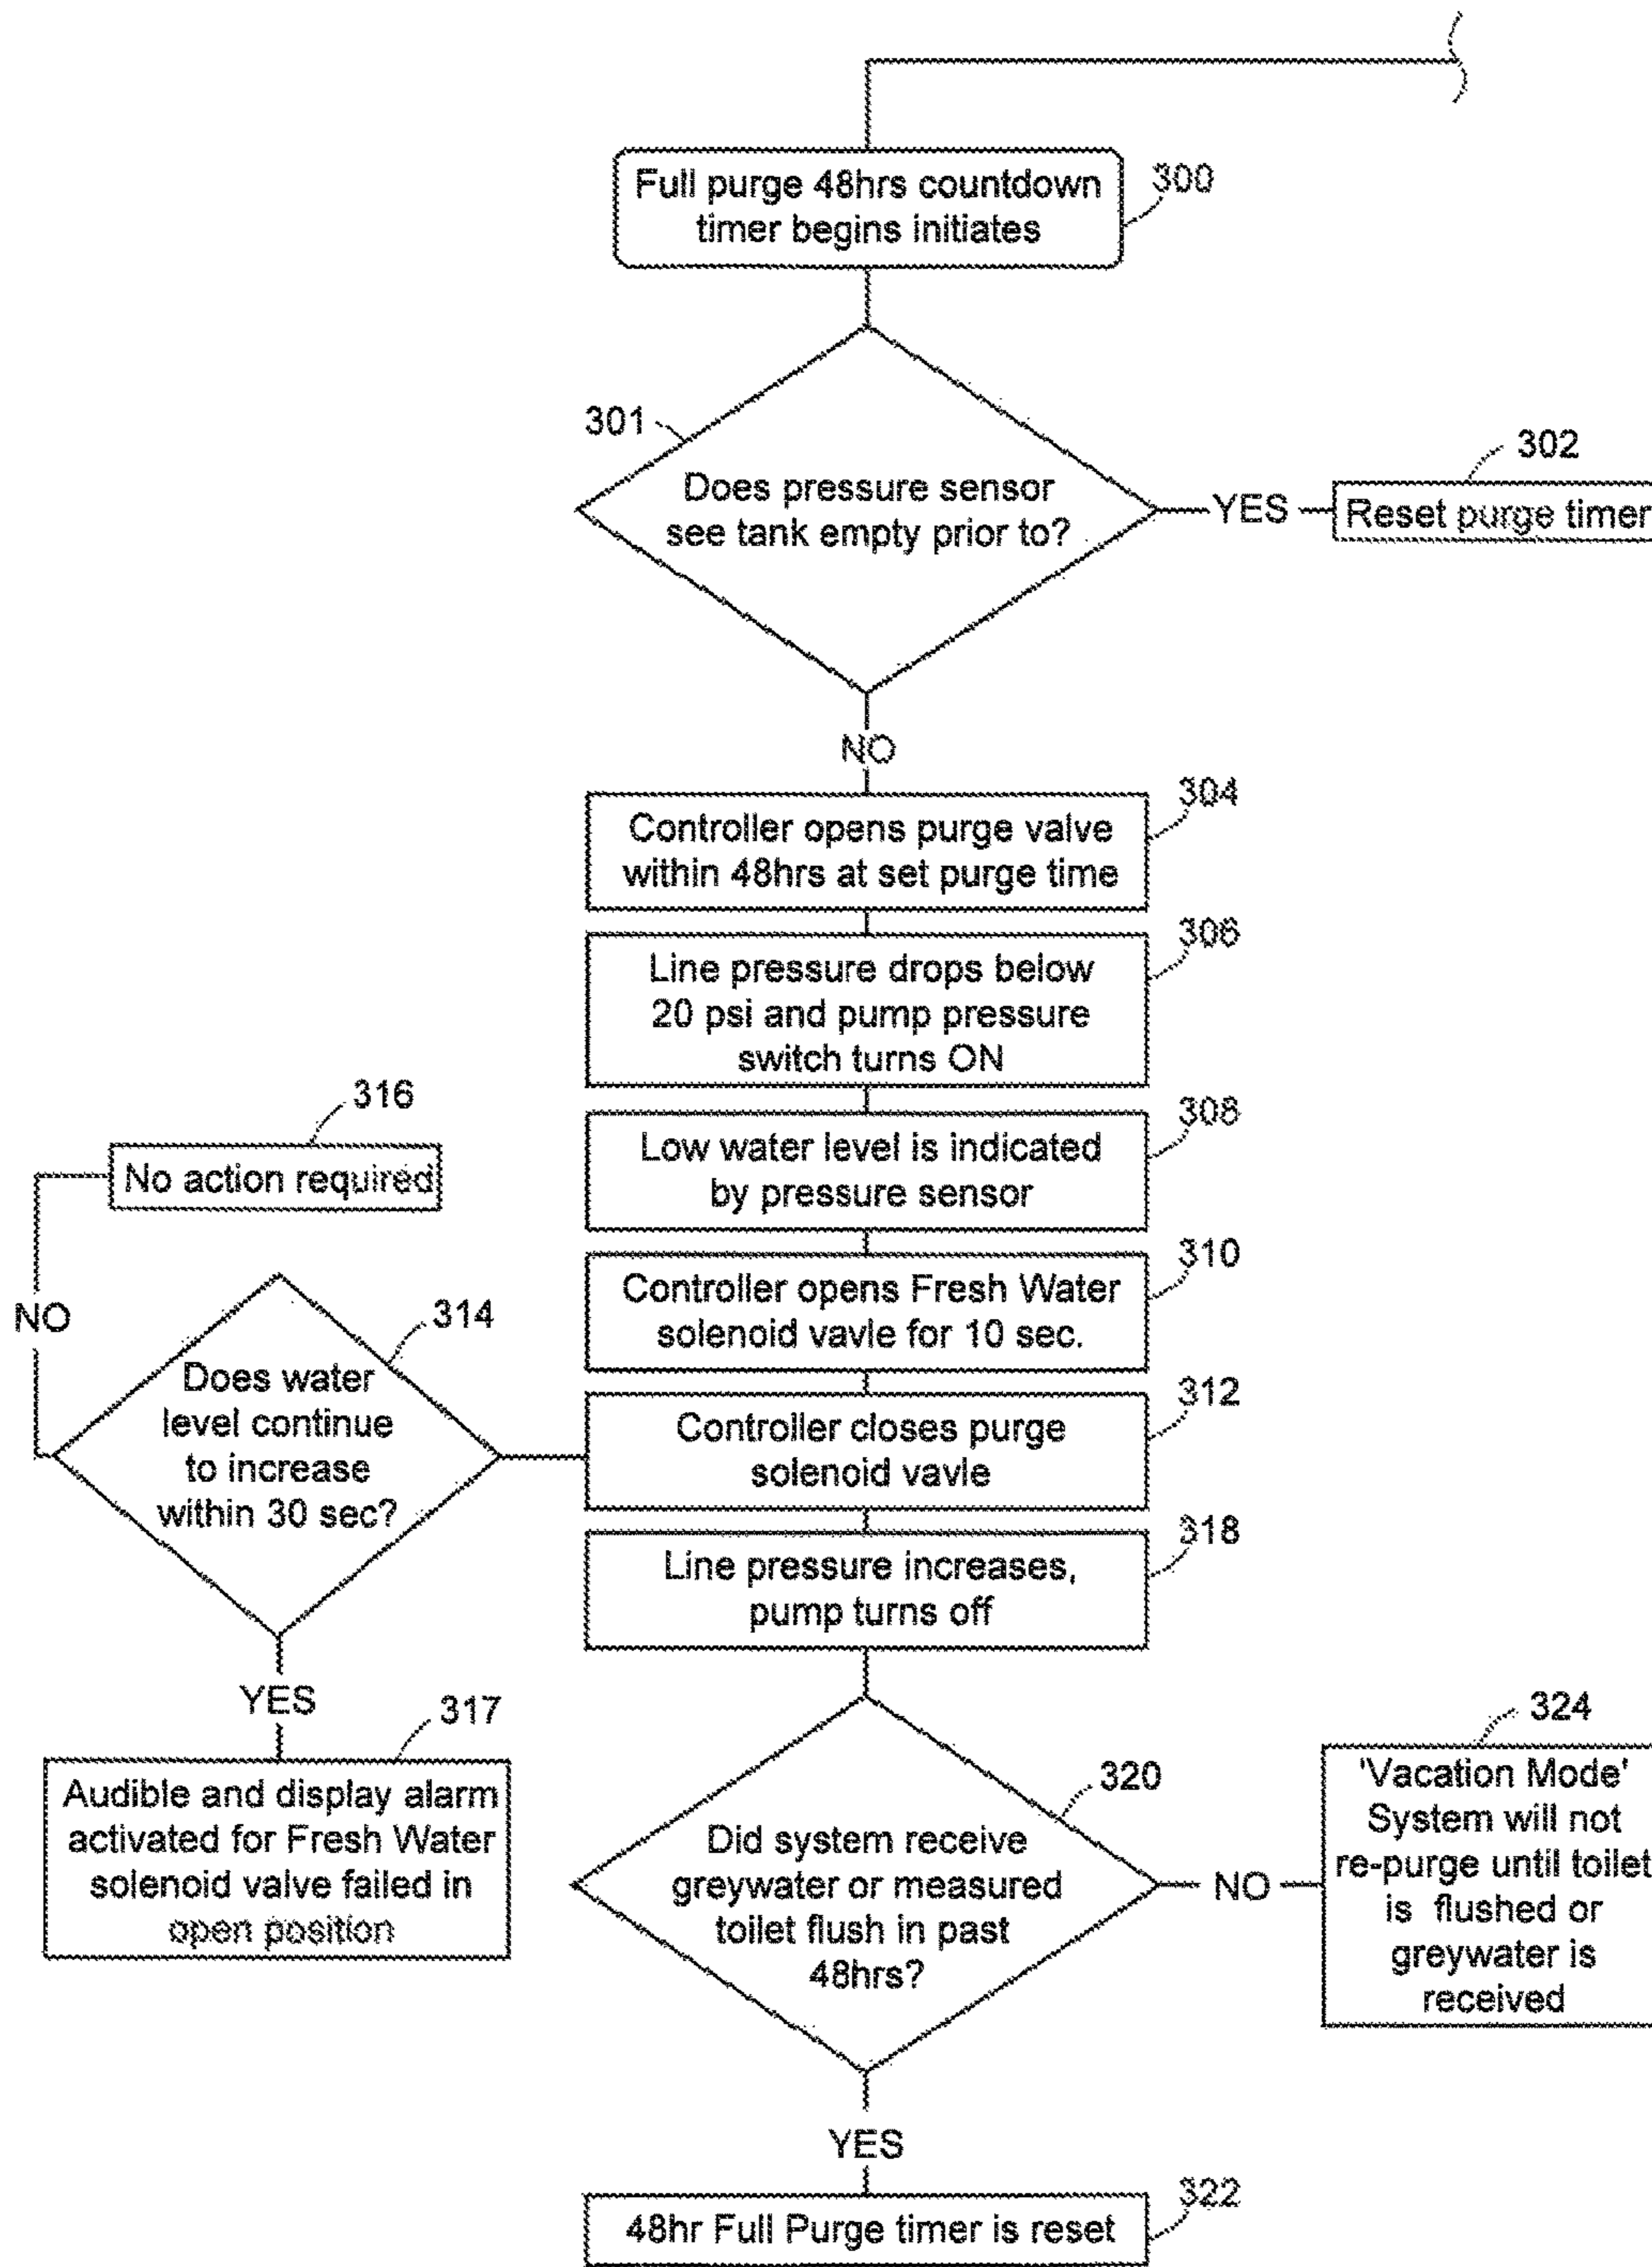 300
Full purge 48hrs countdown
timer begins initiates
301
Does pressure sensor
see tank empty prior to?
YES
302
Reset purge timer
NO
304
Controller opens purge valve
within 48hrs at set purge time
306
Line pressure drops below
20 psi and pump pressure
switch turns ON
308
Low water level is indicated
by pressure sensor
310
Controller opens Fresh Water
solenoid vavle for 10 sec.
312
Controller closes purge
solenoid vavle
314
Does water
level continue
to increase
within 30 sec?
NO
316
No action required
YES
317
Audible and display alarm
activated for Fresh Water
solenoid valve failed in
open position
318
Line pressure increases,
pump turns off
320
Did system receive
greywater or measured
toilet flush in past
48hrs?
NO
324
'Vacation Mode'
System will not
re-purge until toilet
is flushed or
greywater is
received
YES
322
48hr Full Purge timer is reset